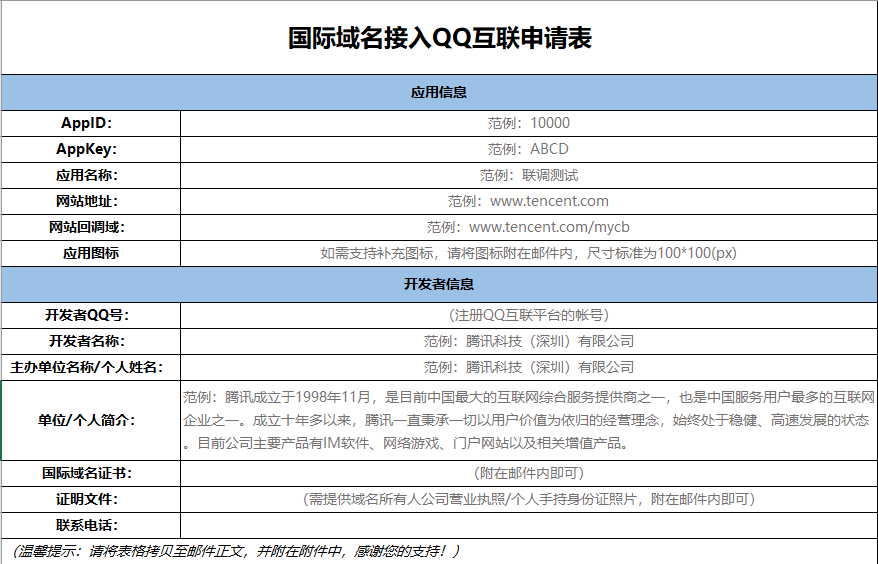 国际域名接入QQ互联申请表
应用信息
AppID： 范例：10000
AppKey： 范例：ABCD
应用名称： 范例：联调测试
网站地址： 范例：www.tencent.com
网站回调域： 范例：www.tencent.com/mycb
应用图标 如需支持补充图标，请将图标附在邮件内，尺寸标准为100*100(px)
开发者信息
开发者QQ号： （注册QQ互联平台的帐号）
开发者名称： 范例：腾讯科技（深圳）有限公司
主办单位名称/个人姓名： 范例：腾讯科技（深圳）有限公司
单位/个人简介：
范例：腾讯成立于1998年11月，是目前中国最大的互联网综合服务提供商之一，也是中国服务用户最多的互联网
企业之一。成立十年多以来，腾讯一直秉承一切以用户价值为依归的经营理念，始终处于稳健、高速发展的状态
。目前公司主要产品有IM软件、网络游戏、门户网站以及相关增值产品。
国际域名证书： （附在邮件内即可）
证明文件： （需提供域名所有人公司营业执照/个人手持身份证照片，附在邮件内即可）
联系电话：
（温馨提示：请将表格拷贝至邮件正文，并附在附件中，感谢您的支持！）